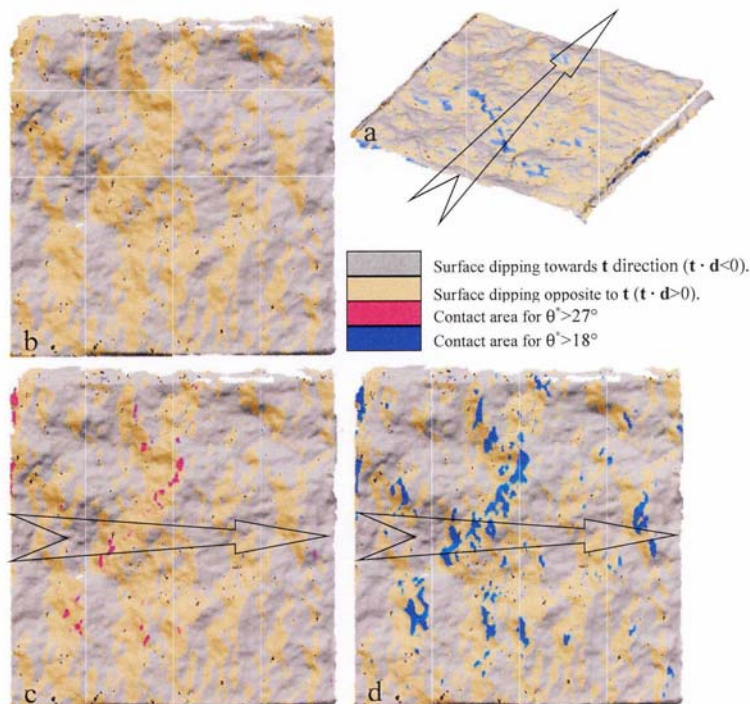 a
b
Surface dipping towards t direction (t · d<0).
Surface dipping opposite to t (t · d>0).
Contact area for θ*>27°
Contact area for θ*>18°
c
d